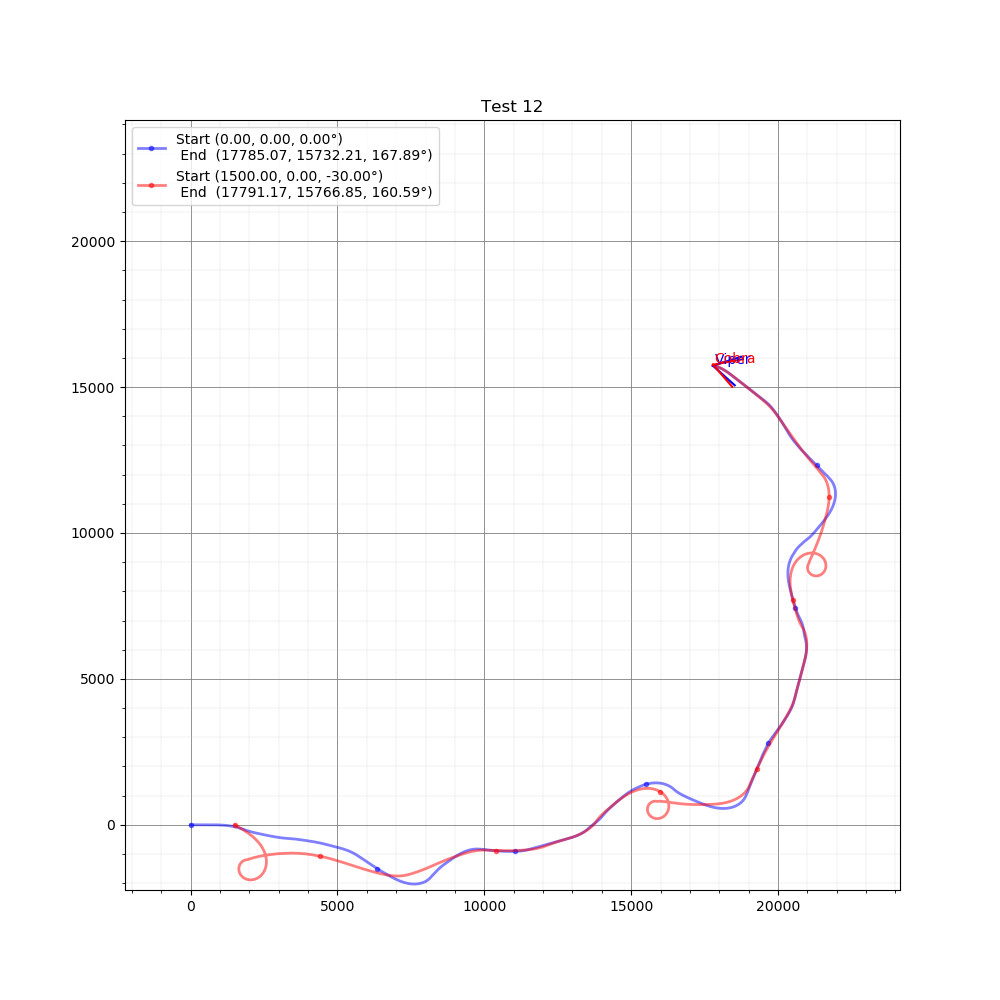 Test 12
Start (0.00, 0.00, 0.00°)
End (17785.07, 15732.21, 167.89°)
Start (1500.00, 0.00, -30.00°)
End (17791.17, 15766.85, 160.59°)
20000
15000
10000
5000
0
0
5000
10000
15000
20000